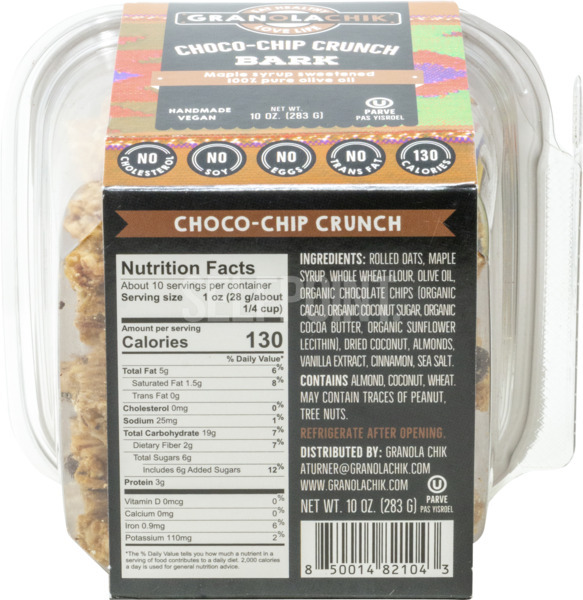 EAT HEALTHY
GRANOLACHIK
LOVE LIFE
CHOCO-CHIP CRUNCH
BARK
Maple syrup sweetened
100% pure olive oil
HANDMADE
VEGAN
NET WT.
10 OZ. (283 G)
U
PARVE
PAS YISROEL
NO
CHOLESTEROL
NO
SOY
NO
EGGS
NO
TRANS FAT
130
CALORIES
CHOCO-CHIP CRUNCH
Nutrition Facts
About 10 servings per container
Serving size 1 oz (28 g/about
1/4 cup)
Amount per serving
Calories 130
% Daily Value*
Total Fat 5g 6%
Saturated Fat 1.5g 8%
Trans Fat 0g
Cholesterol 0mg 0%
Sodium 25mg 1%
Total Carbohydrate 19g 7%
Dietary Fiber 2g 7%
Total Sugars 6g
Includes 6g Added Sugars 12%
Protein 3g
Vitamin D 0mcg 0%
Calcium 0mg 0%
Iron 0.9mg 6%
Potassium 110mg 2%
*The % Daily Value tells you how much a nutrient in a
serving of food contributes to a daily diet. 2,000 calories
a day is used for general nutrition advice.
INGREDIENTS: ROLLED OATS, MAPLE
SYRUP, WHOLE WHEAT FLOUR, OLIVE OIL,
ORGANIC CHOCOLATE CHIPS (ORGANIC
CACAO, ORGANIC COCONUT SUGAR, ORGANIC
COCOA BUTTER, ORGANIC SUNFLOWER
LECITHIN), DRIED COCONUT, ALMONDS,
VANILLA EXTRACT, CINNAMON, SEA SALT.
CONTAINS ALMOND, COCONUT, WHEAT.
MAY CONTAIN TRACES OF PEANUT,
TREE NUTS.
REFRIGERATE AFTER OPENING.
DISTRIBUTED BY: GRANOLA CHIK
ATURNER@GRANOLACHIK.COM
WWW.GRANOLACHIK.COM
NET WT. 10 OZ. (283 G)
U
PARVE
PAS YISROEL
8 50014 82104 3